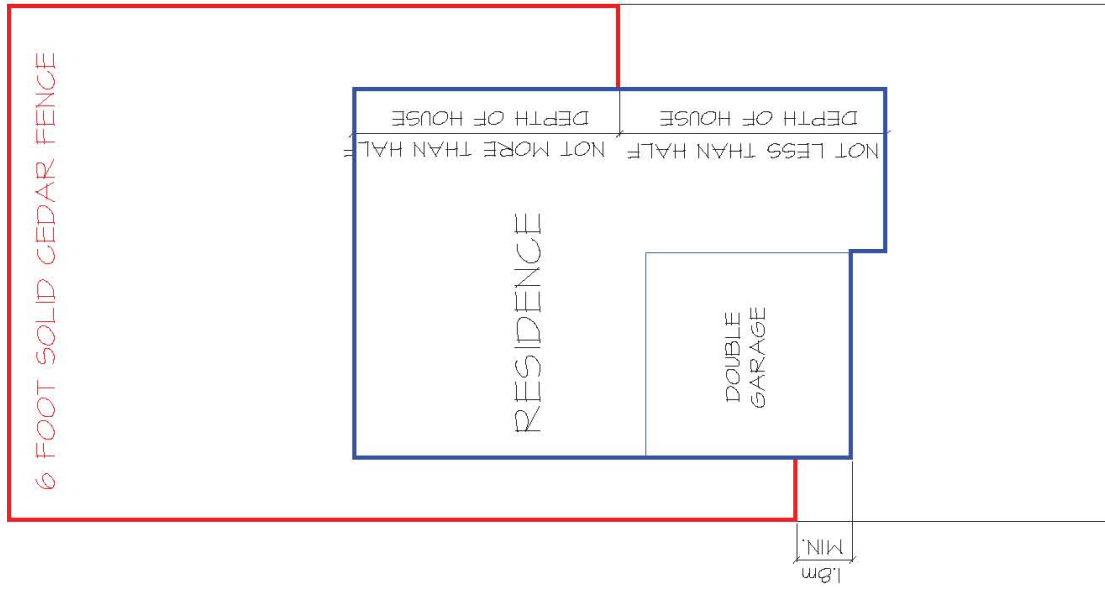 6 FOOT SOLID CEDAR FENCE
NOT MORE THAN HALF
DEPTH OF HOUSE
NOT LESS THAN HALF
DEPTH OF HOUSE
RESIDENCE
DOUBLE
GARAGE
1.8m
MIN.